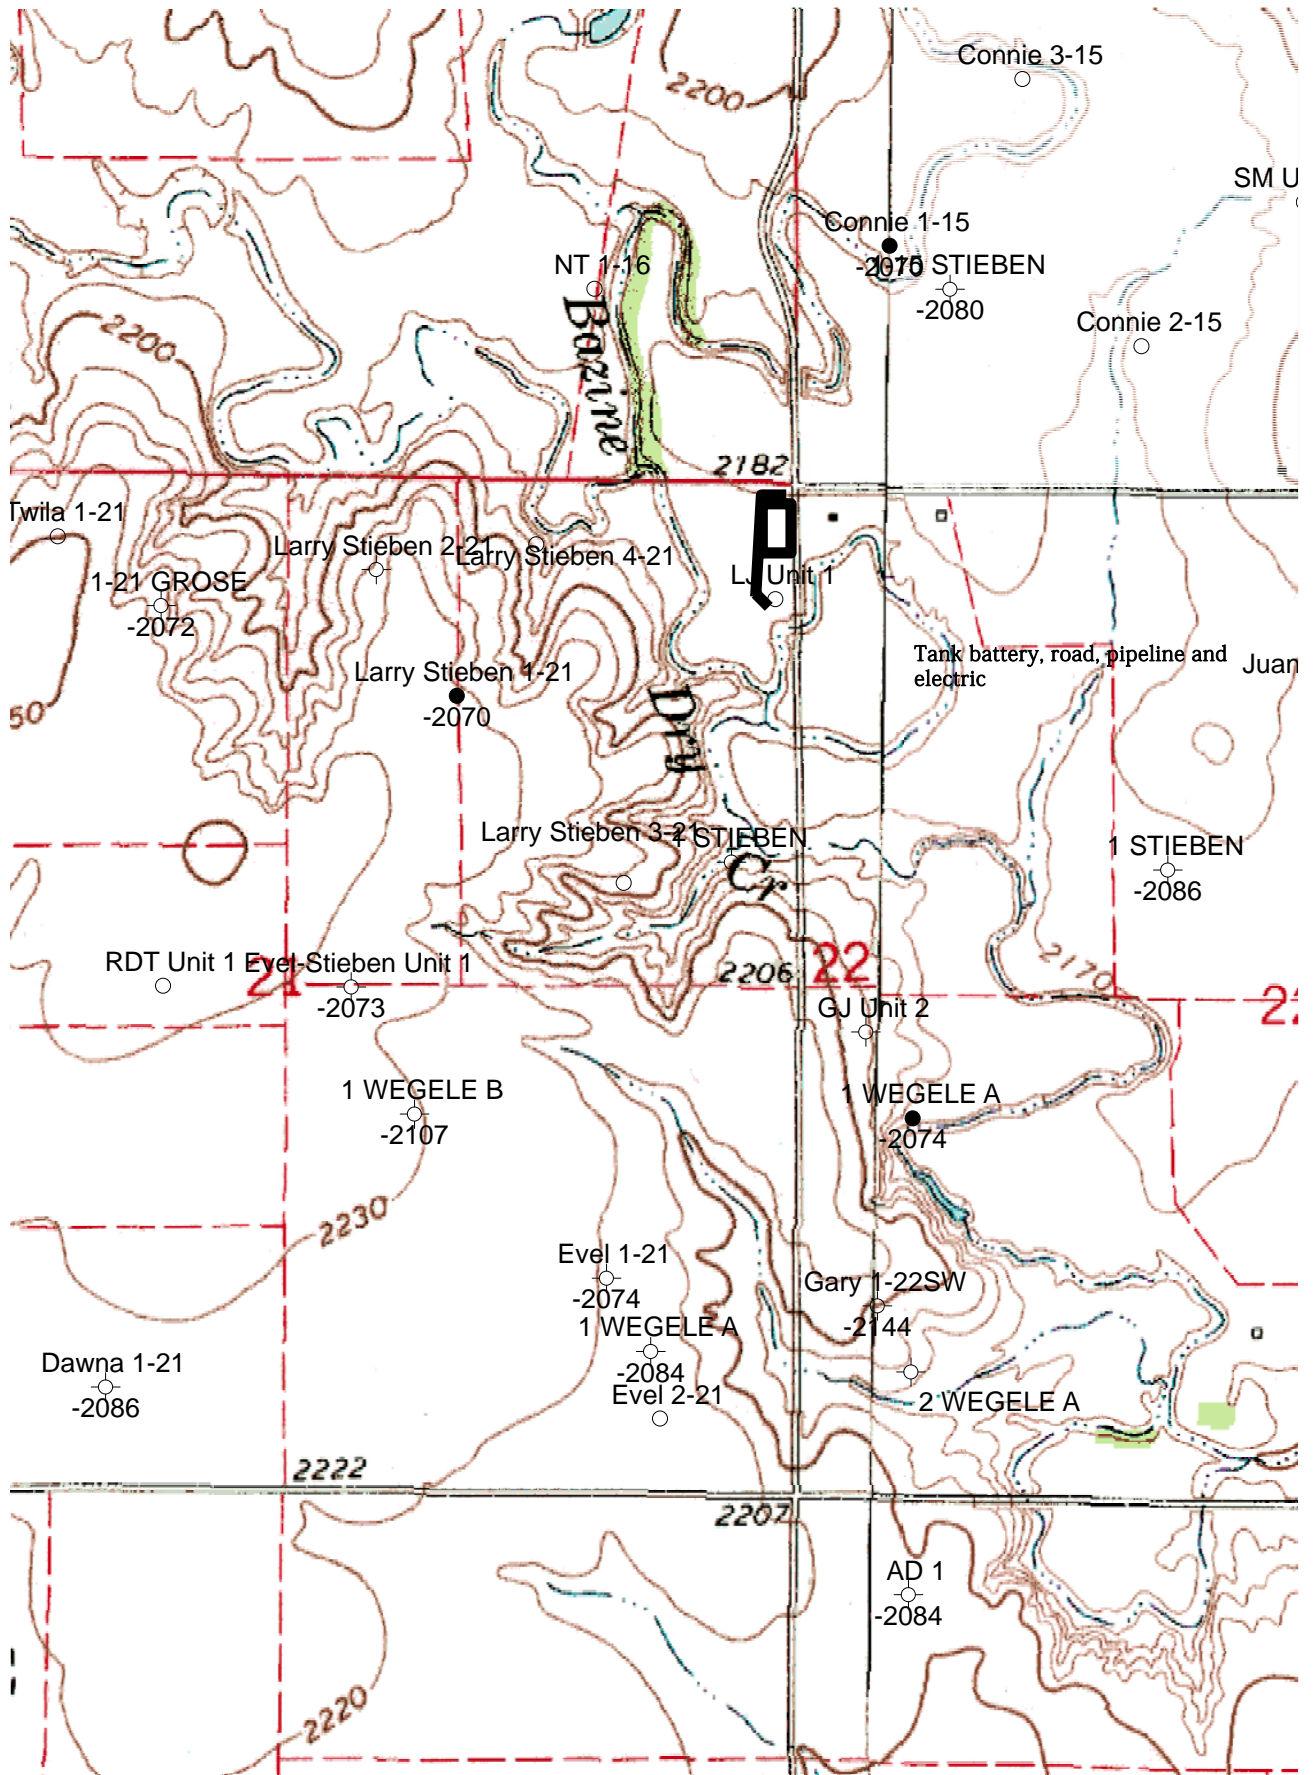 Connie 3-15
2200
SM U
Connie 1-15
-2070
1-15 STIEBEN
-2080
NT 1-16
Connie 2-15
2200
Bazine
2182
Twila 1-21
Larry Stieben 2-21
Larry Stieben 4-21
1-21 GROSE
-2072
LJ Unit 1
Tank battery, road, pipeline and
electric
Juan
Larry Stieben 1-21
-2070
50
Dry
Larry Stieben 3-21
STIEBEN
1 STIEBEN
-2086
Cr
RDT Unit 1
21
Evel-Stieben Unit 1
-2073
2206
22
2170
22
GJ Unit 2
1 WEGELE B
-2107
1 WEGELE A
-2074
2230
Evel 1-21
-2074
Gary 1-22SW
-2144
1 WEGELE A
-2084
Dawna 1-21
-2086
Evel 2-21
2 WEGELE A
2222
2207
AD 1
-2084
2220